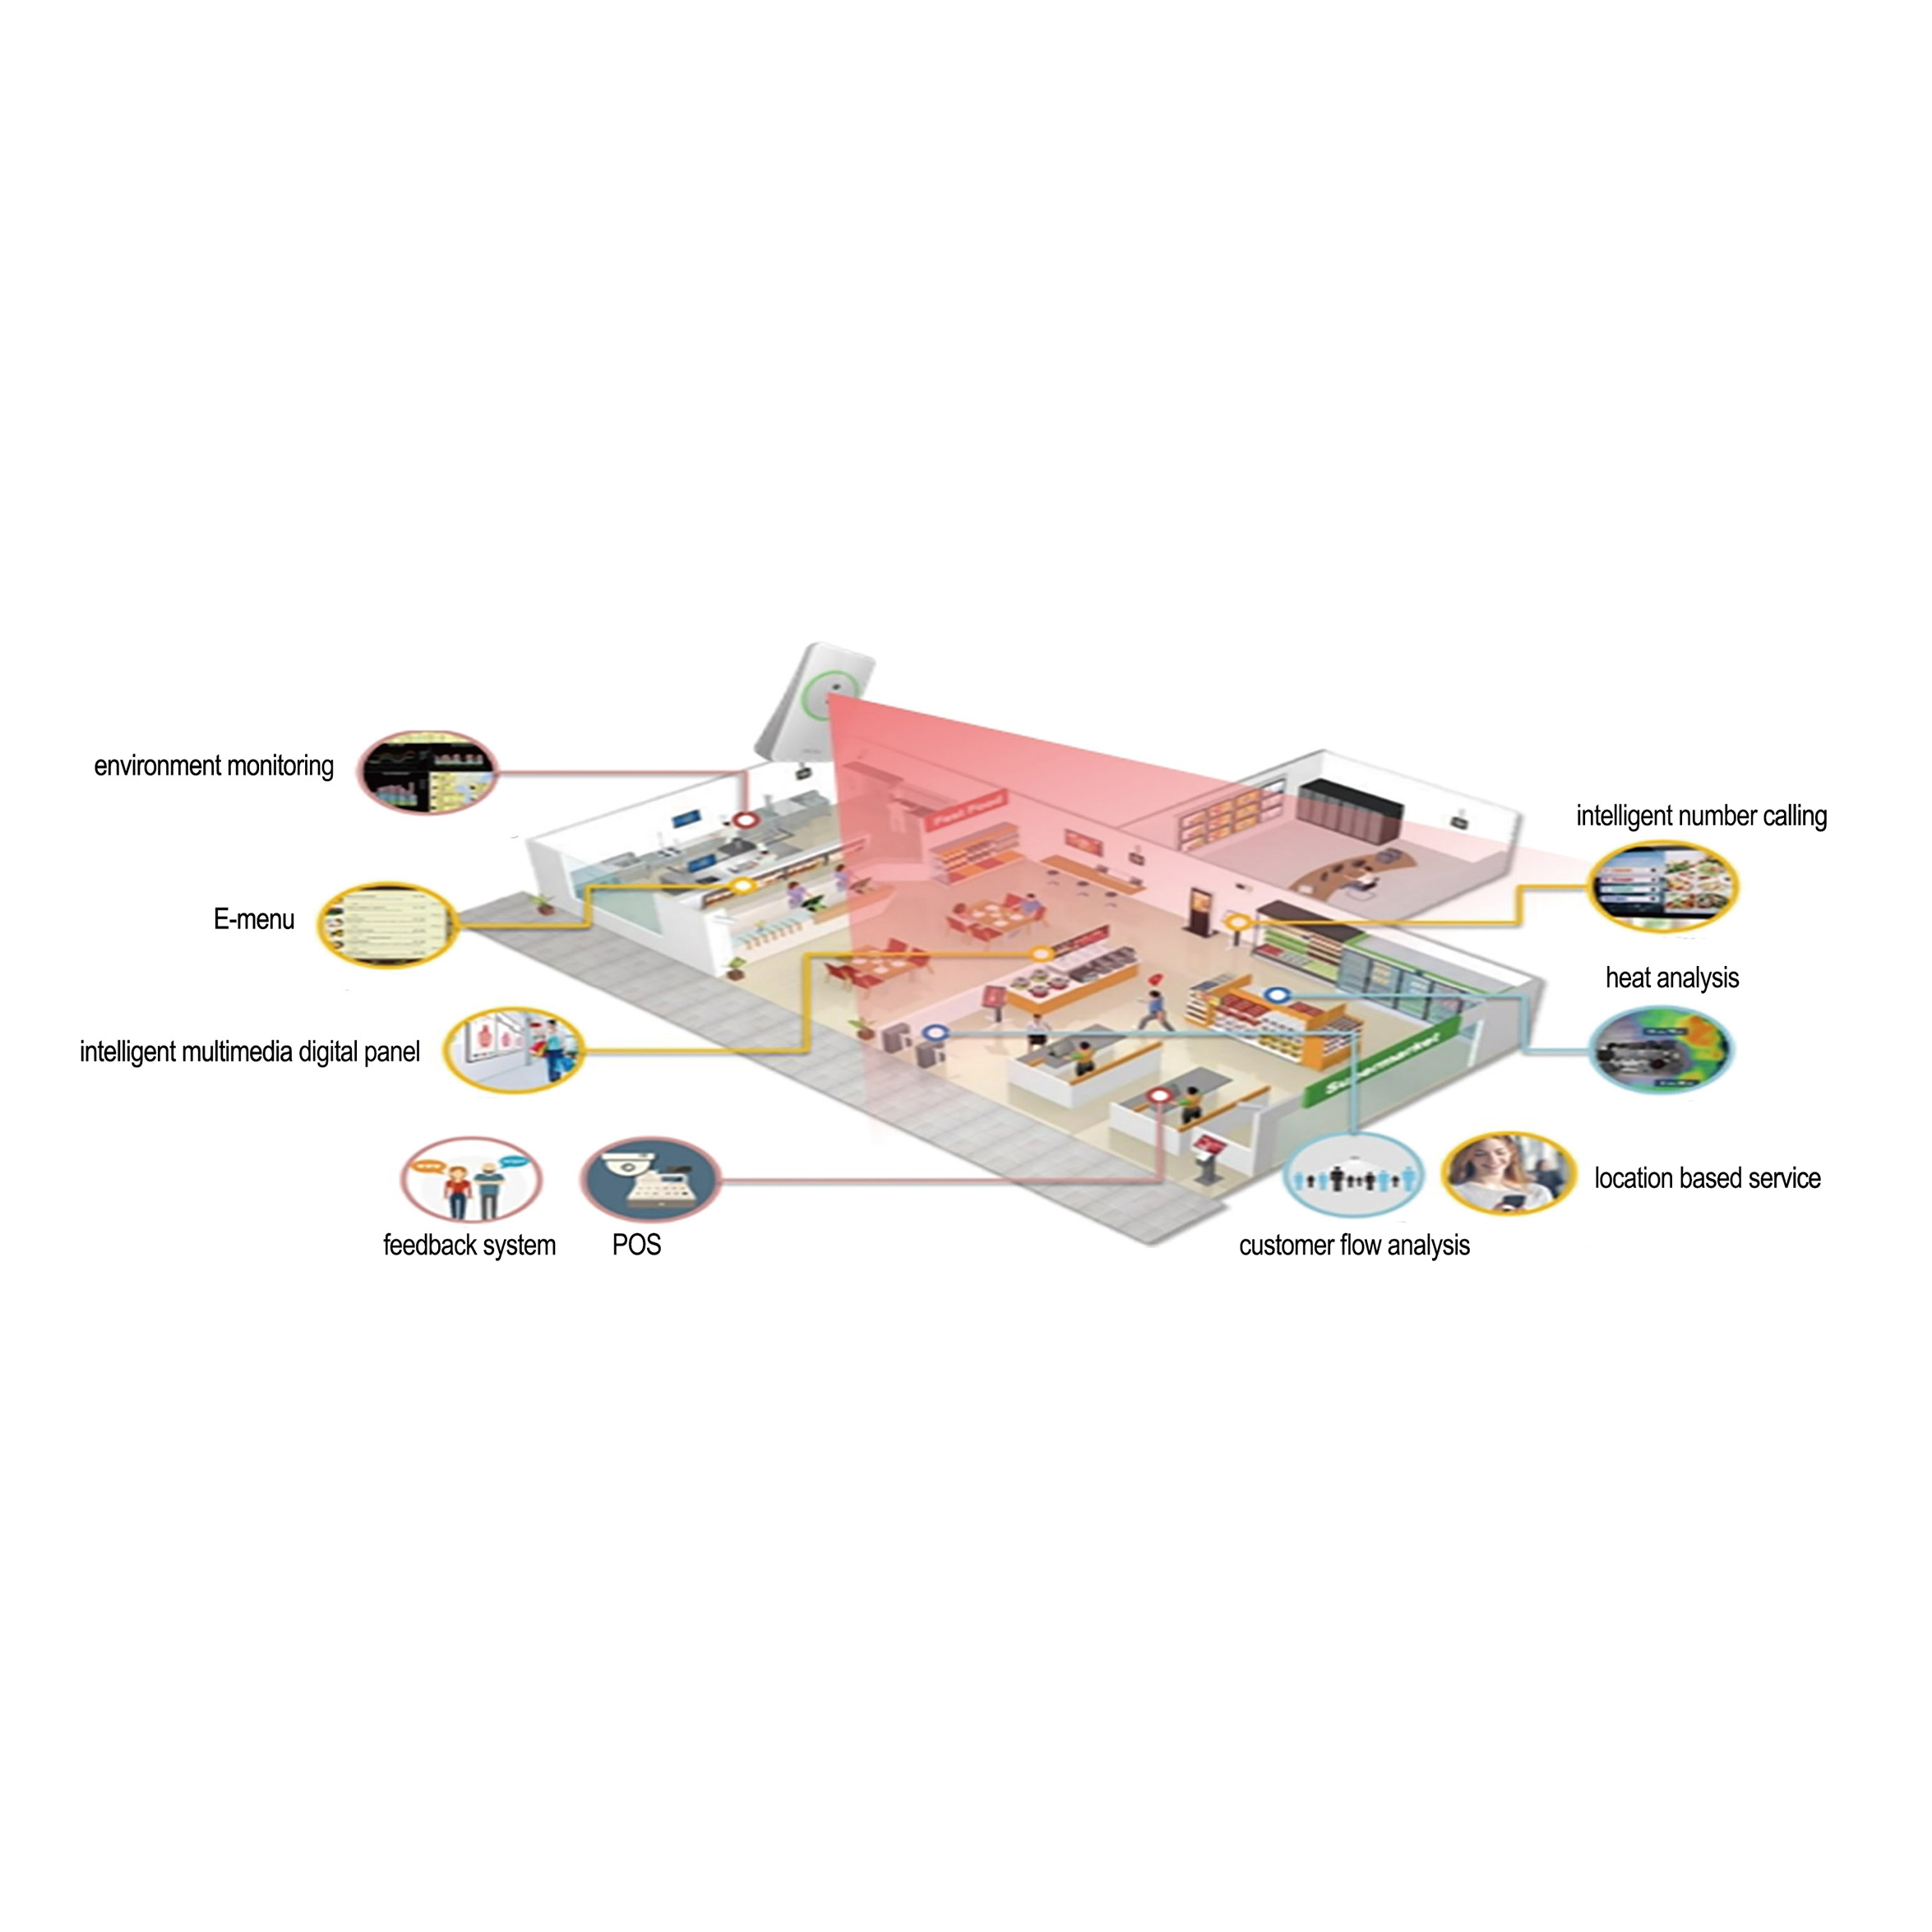 environment monitoring
intelligent number calling
E-menu
Fast Food
heat analysis
intelligent multimedia digital panel
Supermarket
location based service
feedback system
POS
customer flow analysis